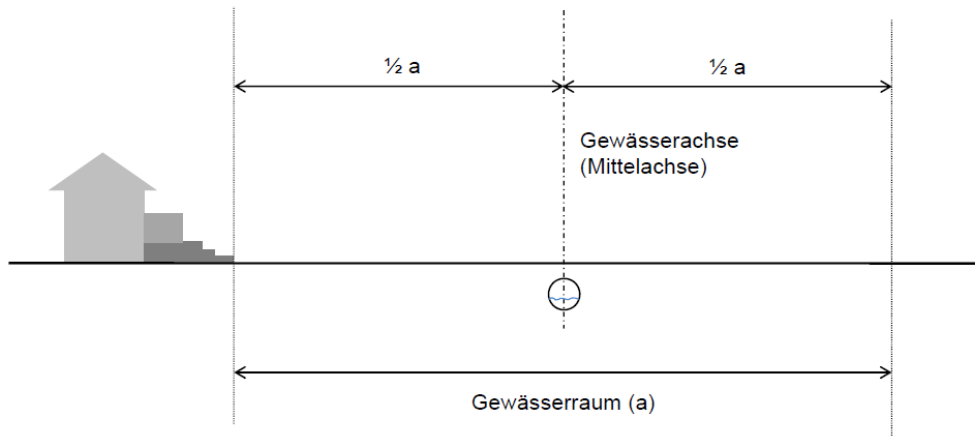 ½ a
½ a
Gewässerachse
(Mittelachse)
Gewässerraum (a)